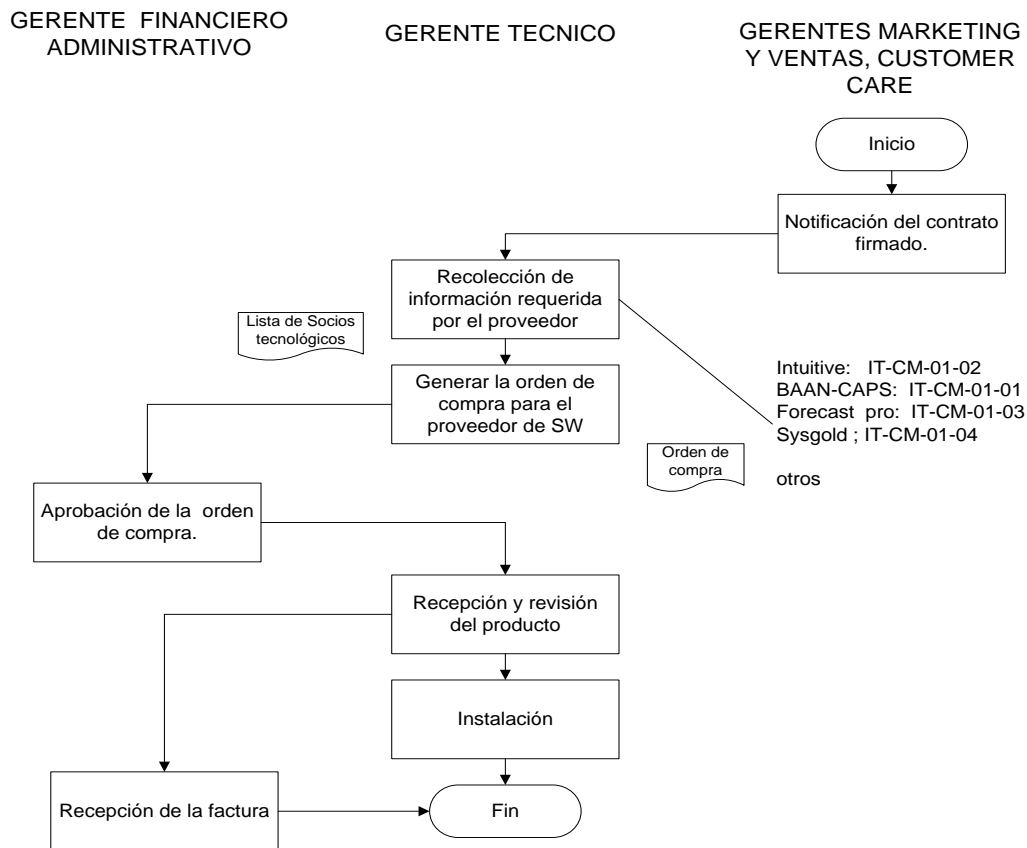 GERENTE FINANCIERO
ADMINISTRATIVO
GERENTE TECNICO
GERENTES MARKETING
Y VENTAS, CUSTOMER
CARE
Inicio
Notificación del contrato
firmado.
Recolección de
información requerida
por el proveedor
Lista de Socios
tecnológicos
Generar la orden de
compra para el
proveedor de SW
Intuitive: IT-CM-01-02
BAAN-CAPS: IT-CM-01-01
Forecast pro: IT-CM-01-03
Sysgold ; IT-CM-01-04
otros
Orden de
compra
Aprobación de la orden
de compra.
Recepción y revisión
del producto
Instalación
Recepción de la factura
Fin